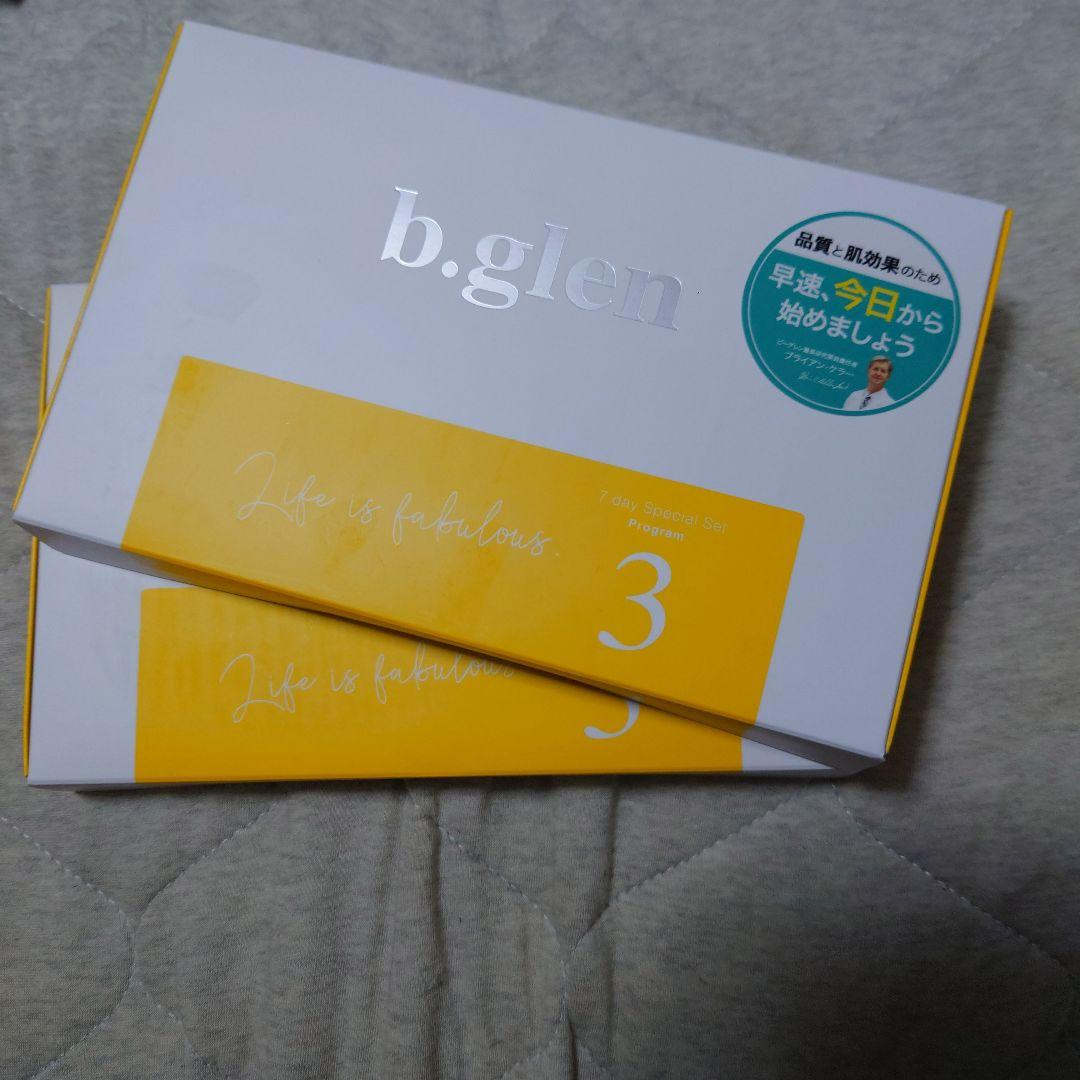 b.glen
品質と肌効果のため
早速、今日から
始めましょう
ビーグレン最高研究開発責任者
ブライアン・ケラー
Life is fabulous.
7 day Special Set
Program
3
Life is fabulous
3